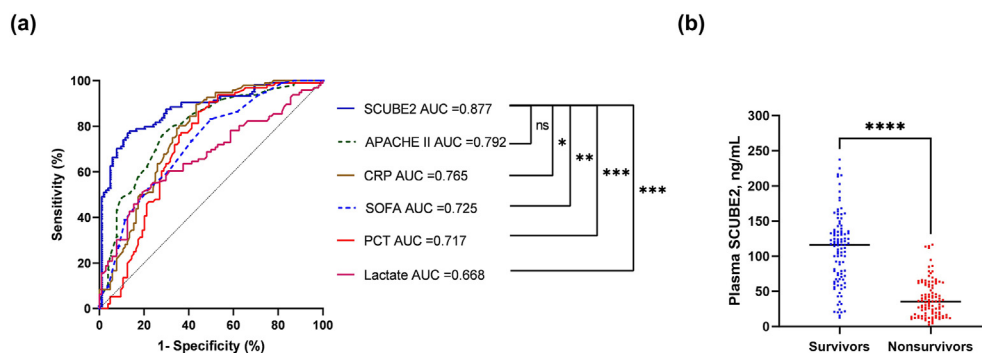 (a)
Sensitivity (%)
100
80
60
40
20
0
0 20 40 60 80 100
1- Specificity (%)
SCUBE2 AUC =0.877
APACHE II AUC =0.792
CRP AUC =0.765
SOFA AUC =0.725
PCT AUC =0.717
Lactate AUC =0.668
ns
*
**
***
***
(b)
Plasma SCUBE2, ng/mL
300
250
200
150
100
50
0
****
Survivors Nonsurvivors